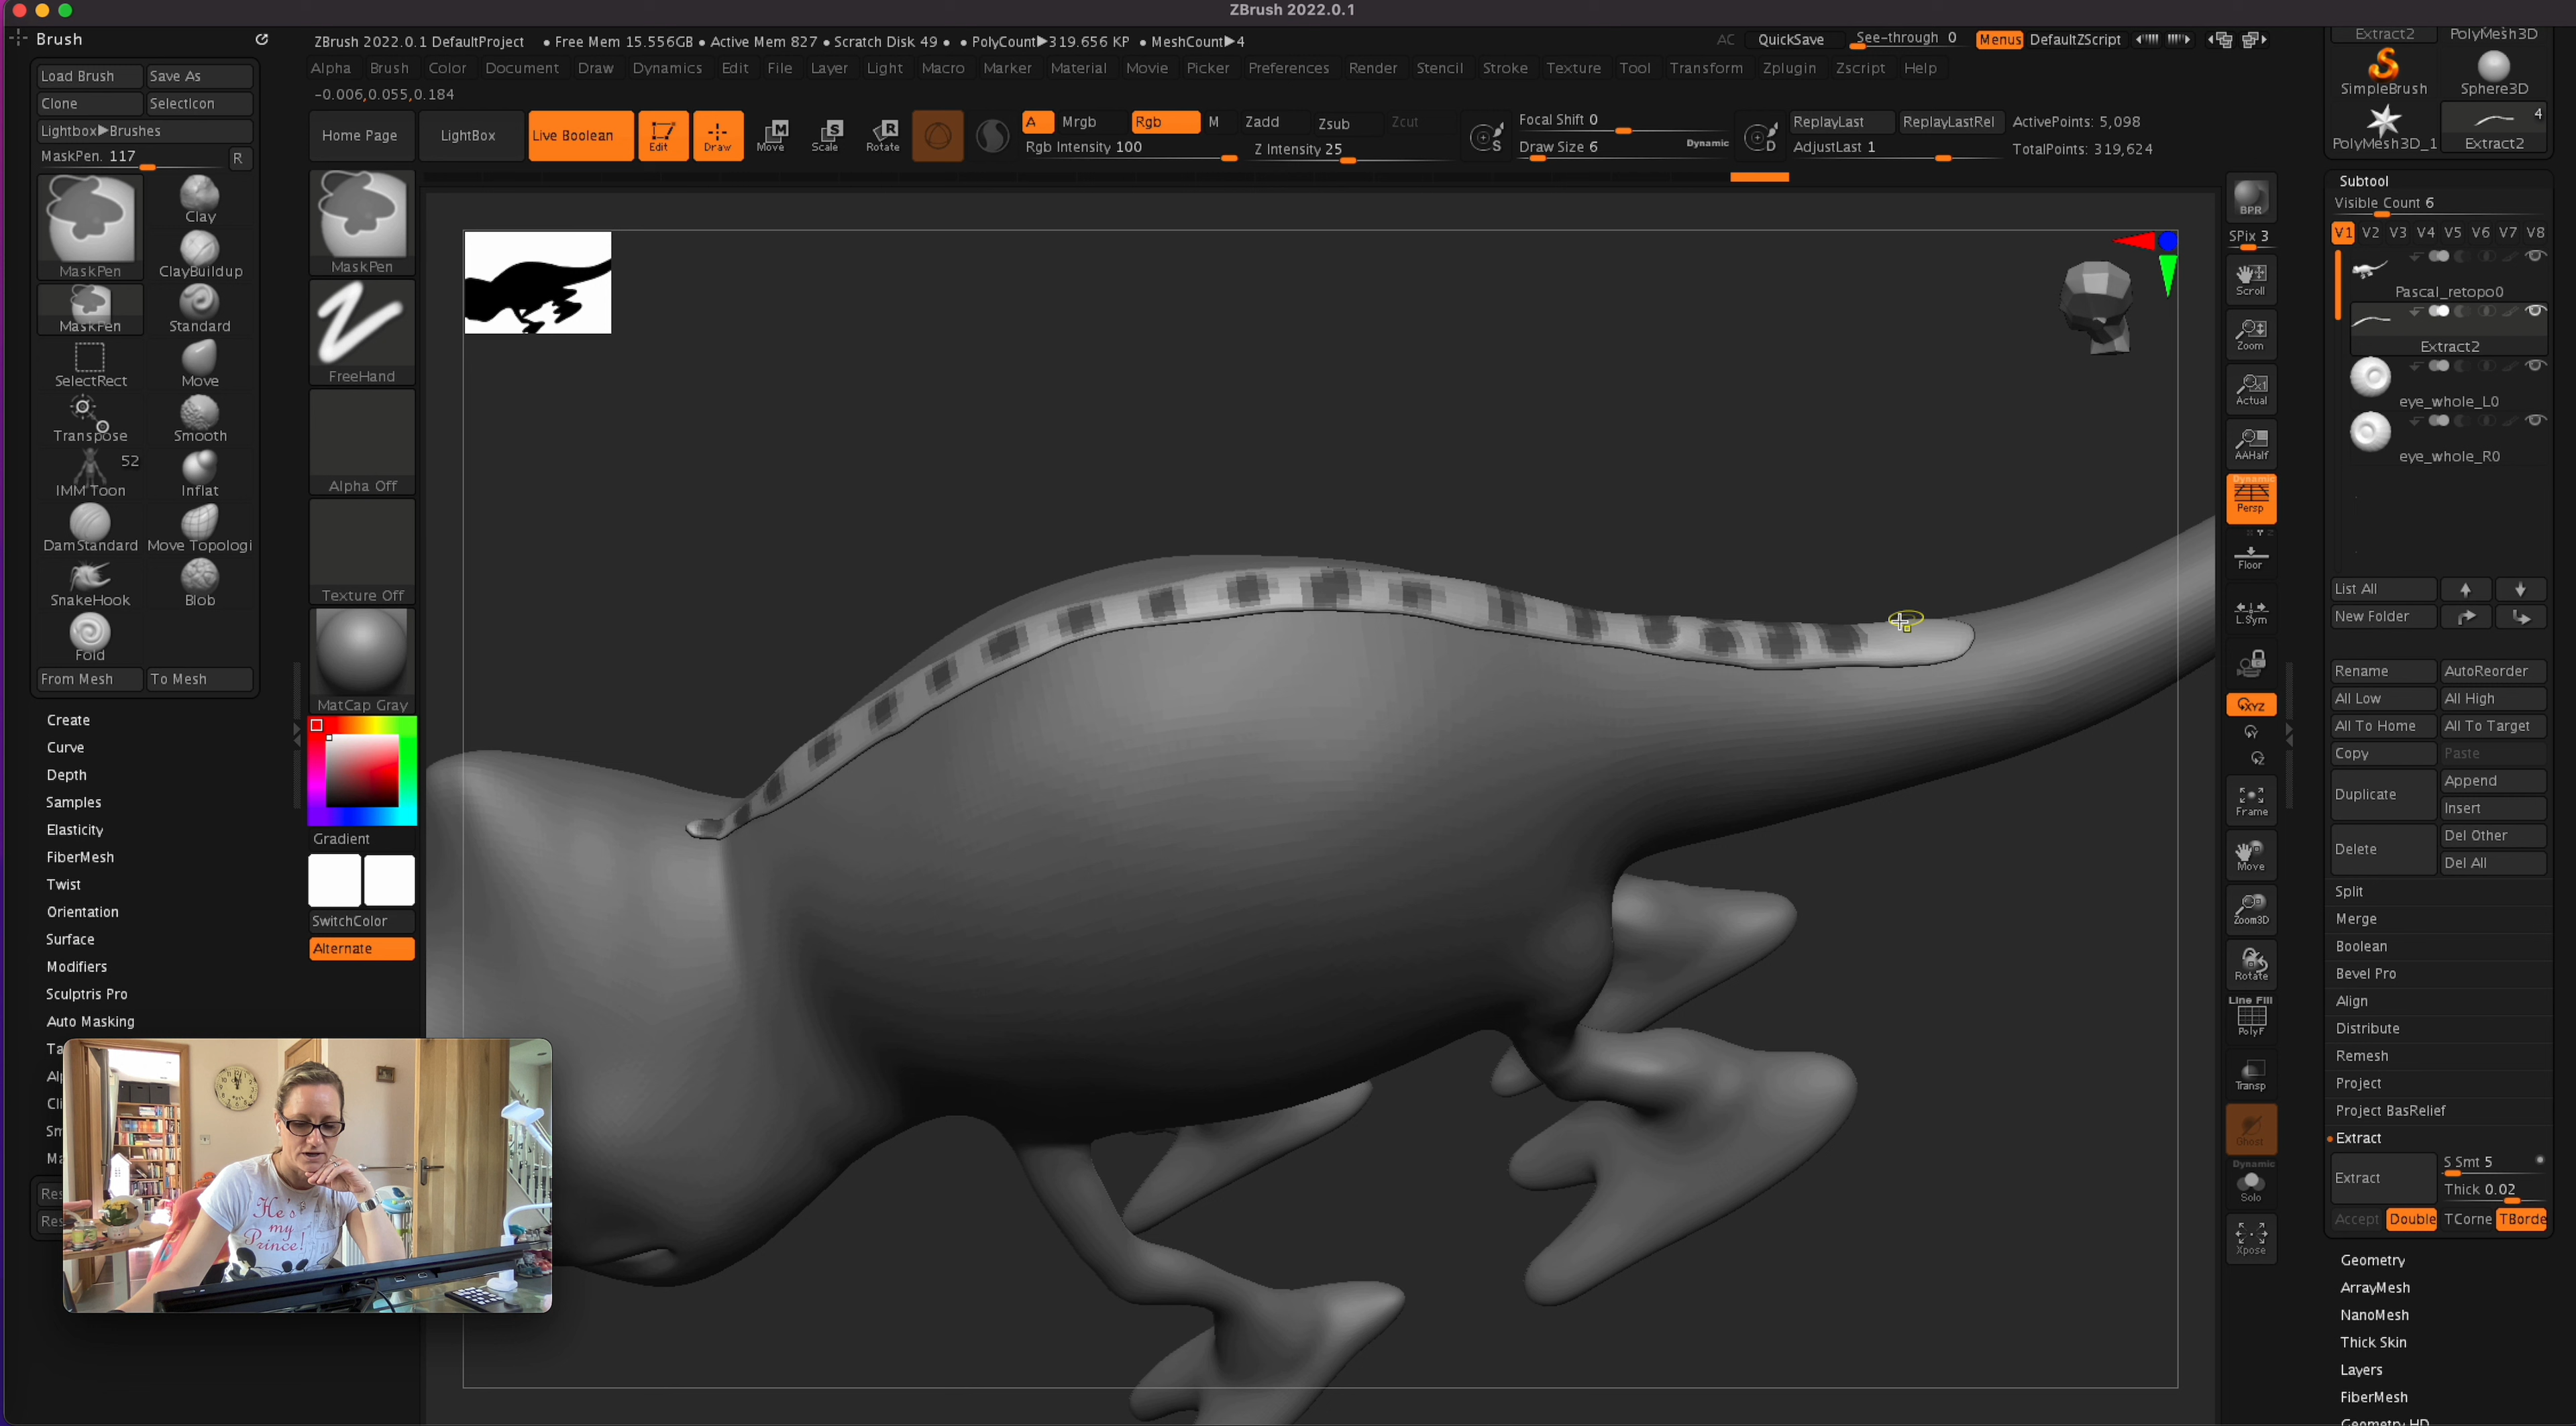 ZBrush 2022.0.1
Brush
ZBrush 2022.0.1 DefaultProject • Free Mem 15.556GB • Active Mem 827 • Scratch Disk 49 • • PolyCount▶319.656 KP • MeshCount▶4
AC QuickSave See-through 0 Menus DefaultZScript
Alpha Brush Color Document Draw Dynamics Edit File Layer Light Macro Marker Material Movie Picker Preferences Render Stencil Stroke Texture Tool Transform Zplugin Zscript Help
-0.006,0.055,0.184
Load Brush Save As
Clone SelectIcon
Lightbox▶Brushes
MaskPen. 117 R
MaskPen Clay
ClayBuildup
MaskPen Standard
SelectRect Move
Transpose Smooth
52
IMM Toon Inflat
DamStandard Move Topologi
SnakeHook Blob
Fold
From Mesh To Mesh
Create
Curve
Depth
Samples
Elasticity
FiberMesh
Twist
Orientation
Surface
Modifiers
Sculptris Pro
Auto Masking
Ta
Alp
Cli
Sm
Ma
Res
Res
Home Page LightBox Live Boolean Edit Draw Move Scale Rotate
A Mrgb Rgb M Zadd Zsub Zcut
Rgb Intensity 100 Z Intensity 25
Focal Shift 0
Draw Size 6 Dynamic
S D
ReplayLast ReplayLastRel
AdjustLast 1
ActivePoints: 5,098
TotalPoints: 319,624
MaskPen
FreeHand
Alpha Off
Texture Off
MatCap Gray
Gradient
SwitchColor
Alternate
BPR
SPix 3
Scroll
Zoom
Actual
AAHalf
Dynamic
Persp
Floor
L.Sym
XYZ
Y
Z
Frame
Move
Zoom3D
Rotate
Line Fill
PolyF
Transp
Ghost
Dynamic
Solo
Xpose
Extract2 PolyMesh3D
SimpleBrush Sphere3D
4
PolyMesh3D_1 Extract2
Subtool
Visible Count 6
V1 V2 V3 V4 V5 V6 V7 V8
Pascal_retopo0
Extract2
eye_whole_L0
eye_whole_R0
List All
New Folder
Rename AutoReorder
All Low All High
All To Home All To Target
Copy Paste
Duplicate Append
Insert
Delete Del Other
Del All
Split
Merge
Boolean
Bevel Pro
Align
Distribute
Remesh
Project
Project BasRelief
Extract
Extract S Smt 5
Thick 0.02
Accept Double TCorne TBorde
Geometry
ArrayMesh
NanoMesh
Thick Skin
Layers
FiberMesh
Geometry HD
He's
my
Prince!